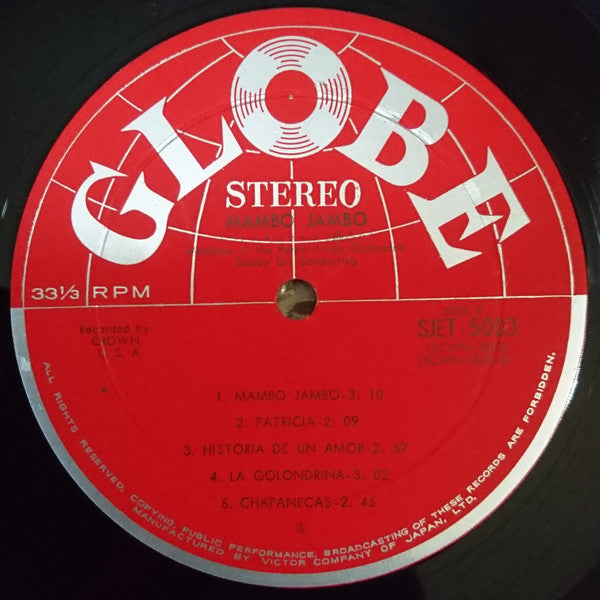 GLOBE
STEREO
MAMBO JAMBO
Orchestra
Conducting
33⅓ RPM
Recorded by
CROWN,
U. S. A.
SJET-5003
1. MAMBO JAMBO-3: 10
2. PATRICIA-2: 09
3. HISTORIA DE UN AMOR-2: 57
4. LA GOLONDRINA-3: 02
5. CHAPANECAS-2: 45
ALL RIGHTS RESERVED. COPYING, PUBLIC PERFORMANCE, BROADCASTING OF THESE RECORDS ARE FORBIDDEN.
MANUFACTURED BY VICTOR COMPANY OF JAPAN, LTD.